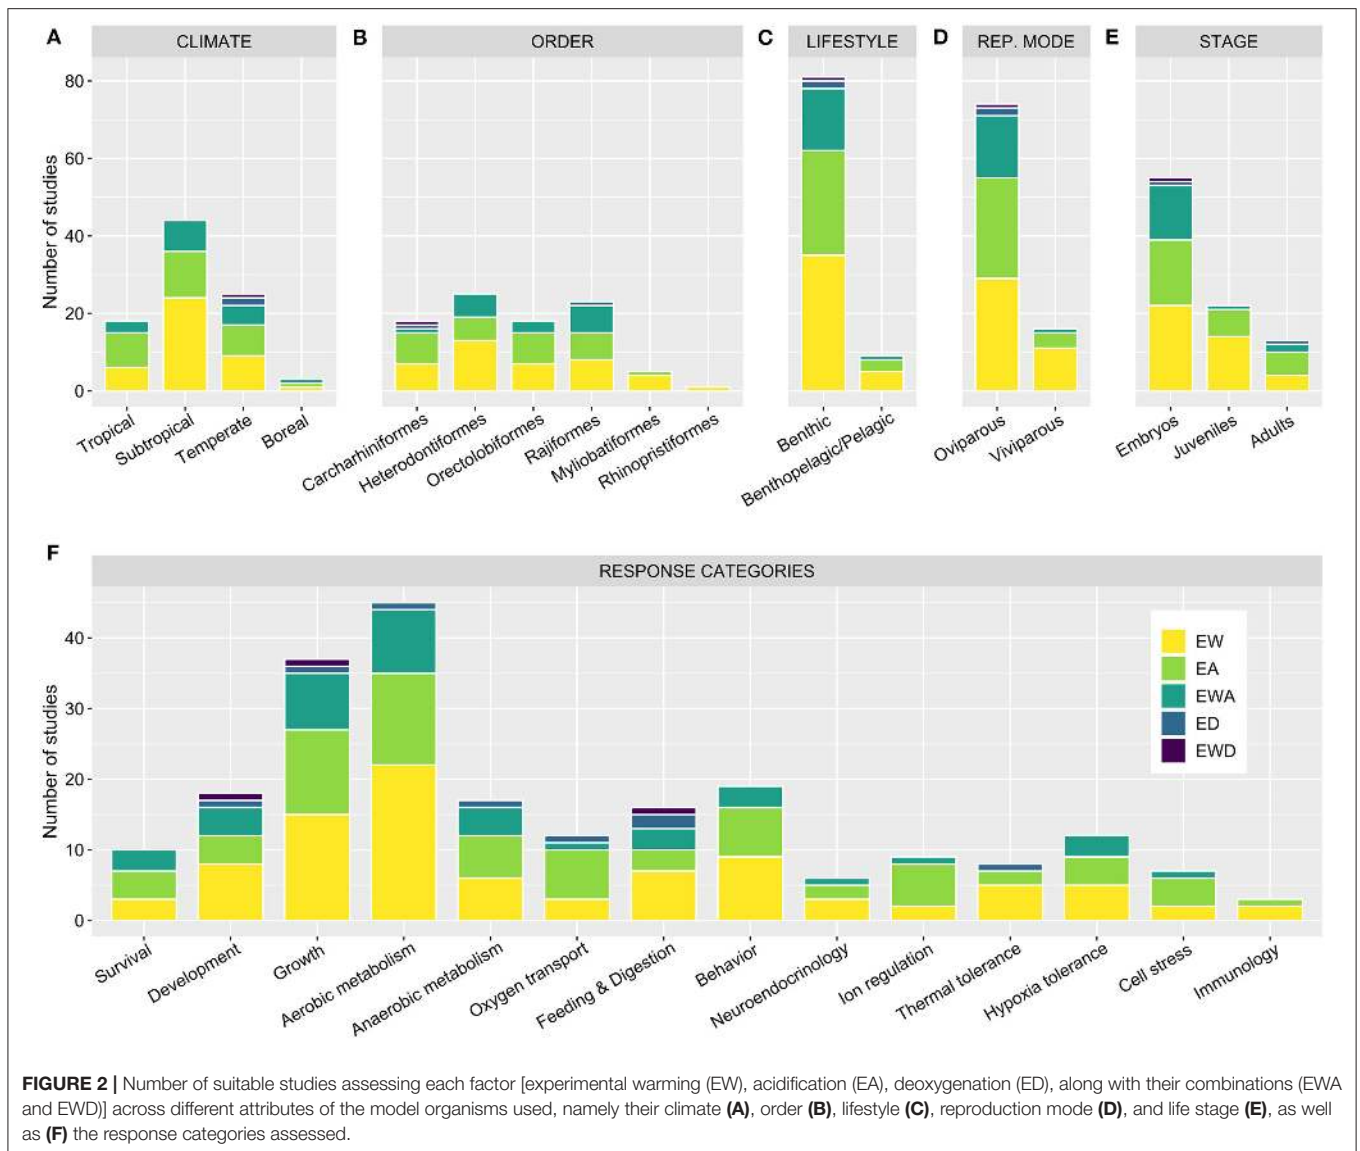 A
CLIMATE
B
ORDER
C
LIFESTYLE
D
REP. MODE
E
STAGE
Number of studies
80
60
40
20
0
Tropical
Subtropical
Temperate
Boreal
Carcharhiniformes
Heterodontiformes
Orectolobiformes
Rajiformes
Myliobatiformes
Rhinopristiformes
Benthic
Benthopelagic/Pelagic
Oviparous
Viviparous
Embryos
Juveniles
Adults
F
RESPONSE CATEGORIES
Number of studies
40
30
20
10
0
EW
EA
EWA
ED
EWD
Survival
Development
Growth
Aerobic metabolism
Anaerobic metabolism
Oxygen transport
Feeding & Digestion
Behavior
Neuroendocrinology
Ion regulation
Thermal tolerance
Hypoxia tolerance
Cell stress
Immunology
FIGURE 2 | Number of suitable studies assessing each factor [experimental warming (EW), acidification (EA), deoxygenation (ED), along with their combinations (EWA
and EWD)] across different attributes of the model organisms used, namely their climate (A), order (B), lifestyle (C), reproduction mode (D), and life stage (E), as well
as (F) the response categories assessed.